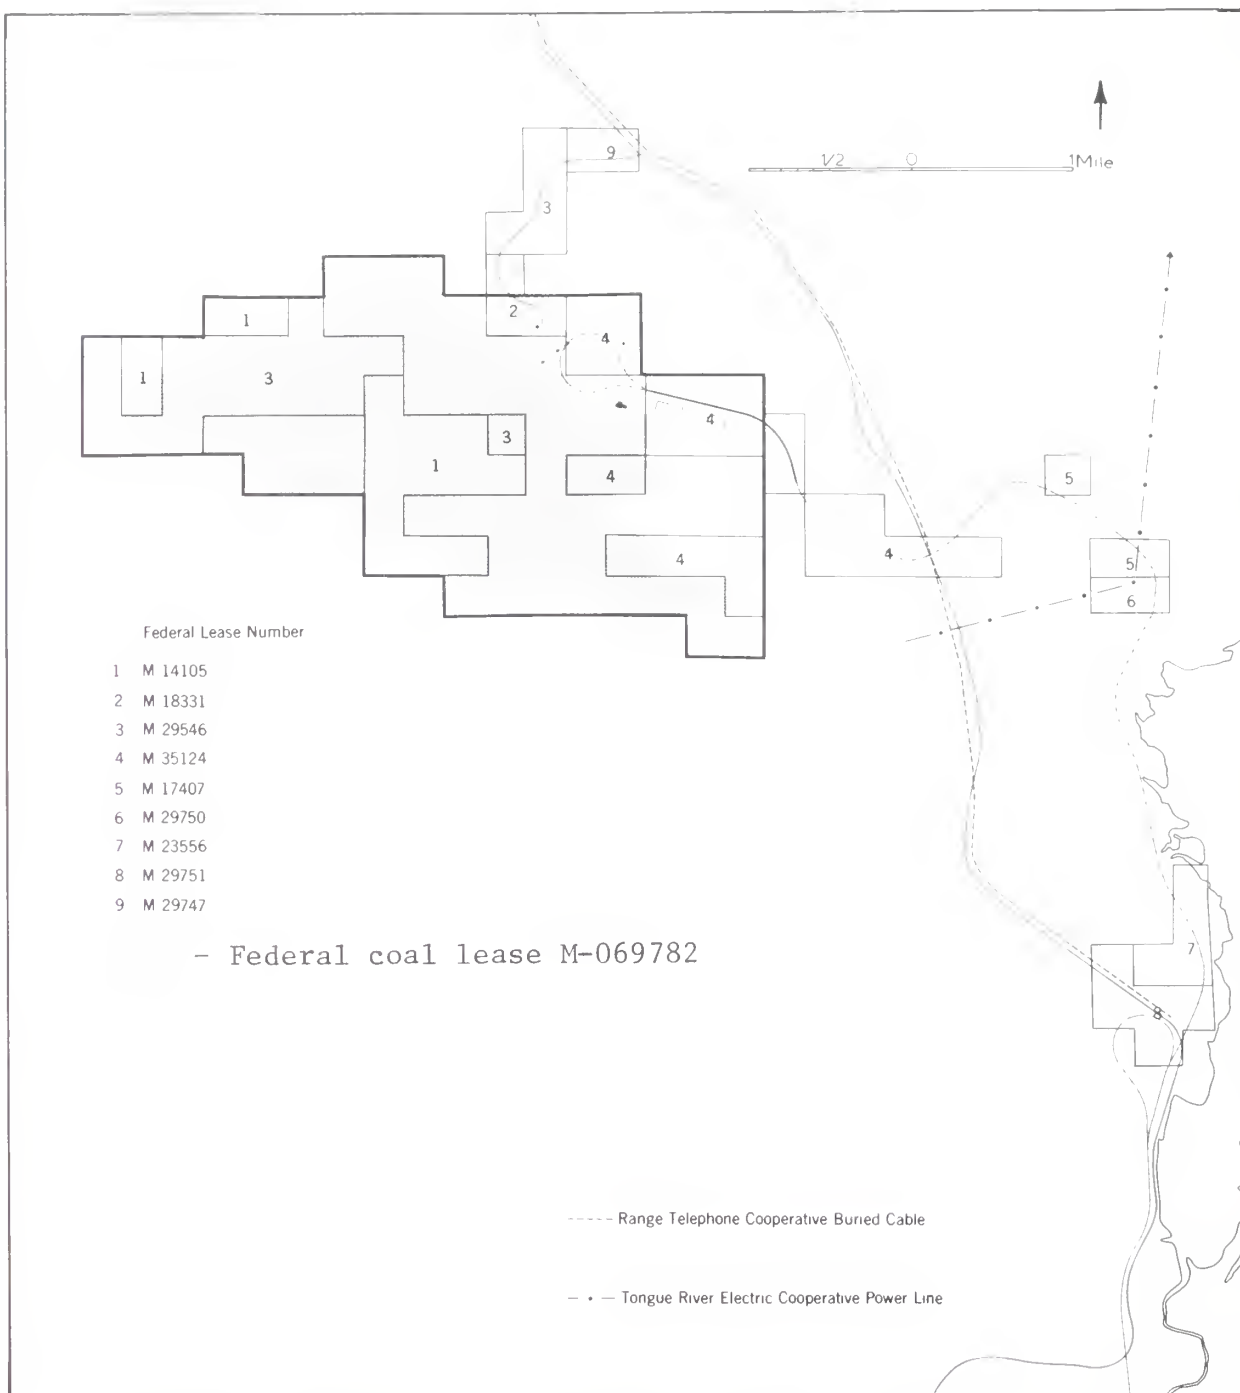 9
1/2 0 1 Mile
3
2
1
4
1
3
4
3
5
1
4
4
4
5
6
Federal Lease Number
1 M 14105
2 M 18331
3 M 29546
4 M 35124
5 M 17407
6 M 29750
7 M 23556
8 M 29751
9 M 29747
- Federal coal lease M-069782
7
8
Range Telephone Cooperative Buried Cable
Tongue River Electric Cooperative Power Line